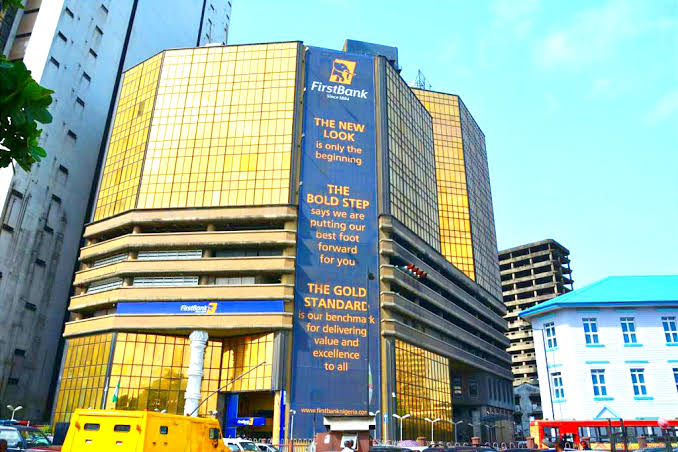 FirstBank
Since 1894
THE NEW
LOOK
is only the
beginning
THE
BOLD STEP
says we are
putting our
best foot
forward
for you
THE GOLD
STANDARD
is our benchmark
for delivering
value and
excellence
to all
www.firstbanknigeria.com
FirstBank